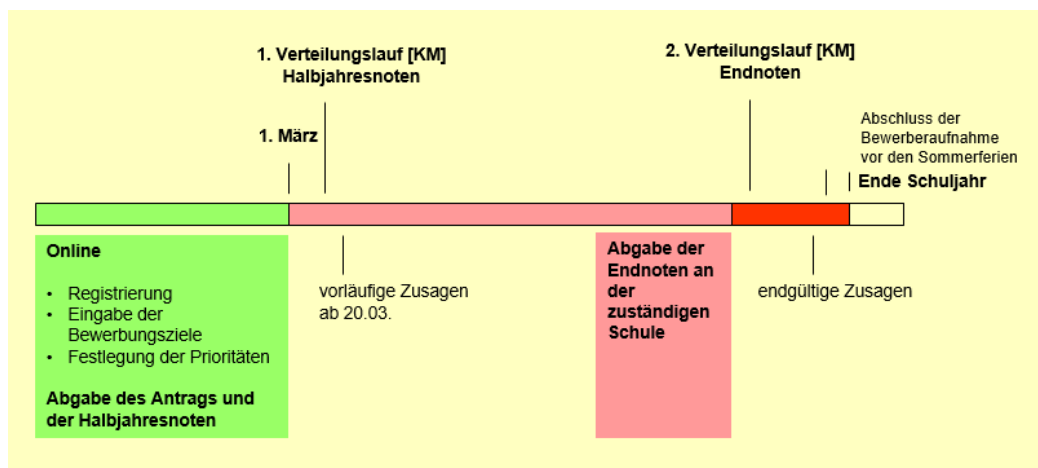 1. Verteilungslauf [KM]
Halbjahresnoten
2. Verteilungslauf [KM]
Endnoten
1. März
Abschluss der
Bewerberaufnahme
vor den Sommerferien
Ende Schuljahr
Online
• Registrierung
• Eingabe der
Bewerbungsziele
• Festlegung der Prioritäten
Abgabe des Antrags und
der Halbjahresnoten
vorläufige Zusagen
ab 20.03.
Abgabe der
Endnoten an
der
zuständigen
Schule
endgültige Zusagen